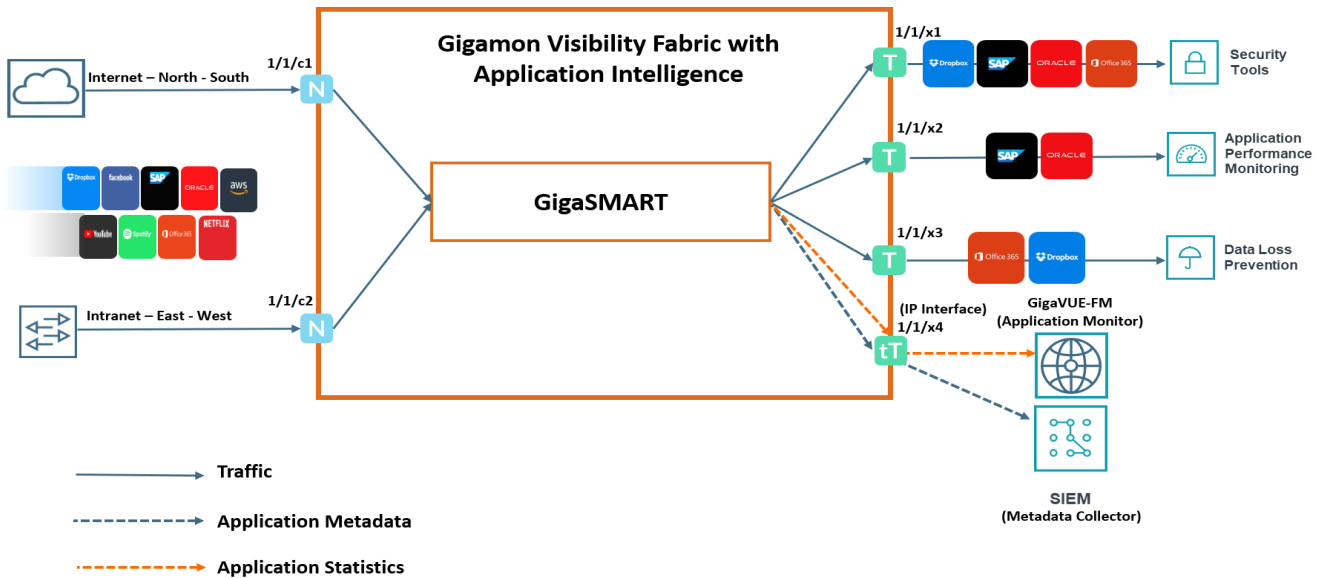 Gigamon Visibility Fabric with
Application Intelligence
Internet – North - South
1/1/c1
N
GigaSMART
Dropbox
facebook
SAP
ORACLE
aws
YouTube
Spotify
Office 365
NETFLIX
Intranet – East - West
1/1/c2
N
1/1/x1
T
Dropbox
SAP
ORACLE
Office 365
Security
Tools
1/1/x2
T
SAP
ORACLE
Application
Performance
Monitoring
1/1/x3
T
Office 365
Dropbox
Data Loss
Prevention
(IP Interface)
1/1/x4
tT
GigaVUE-FM
(Application Monitor)
SIEM
(Metadata Collector)
Traffic
Application Metadata
Application Statistics